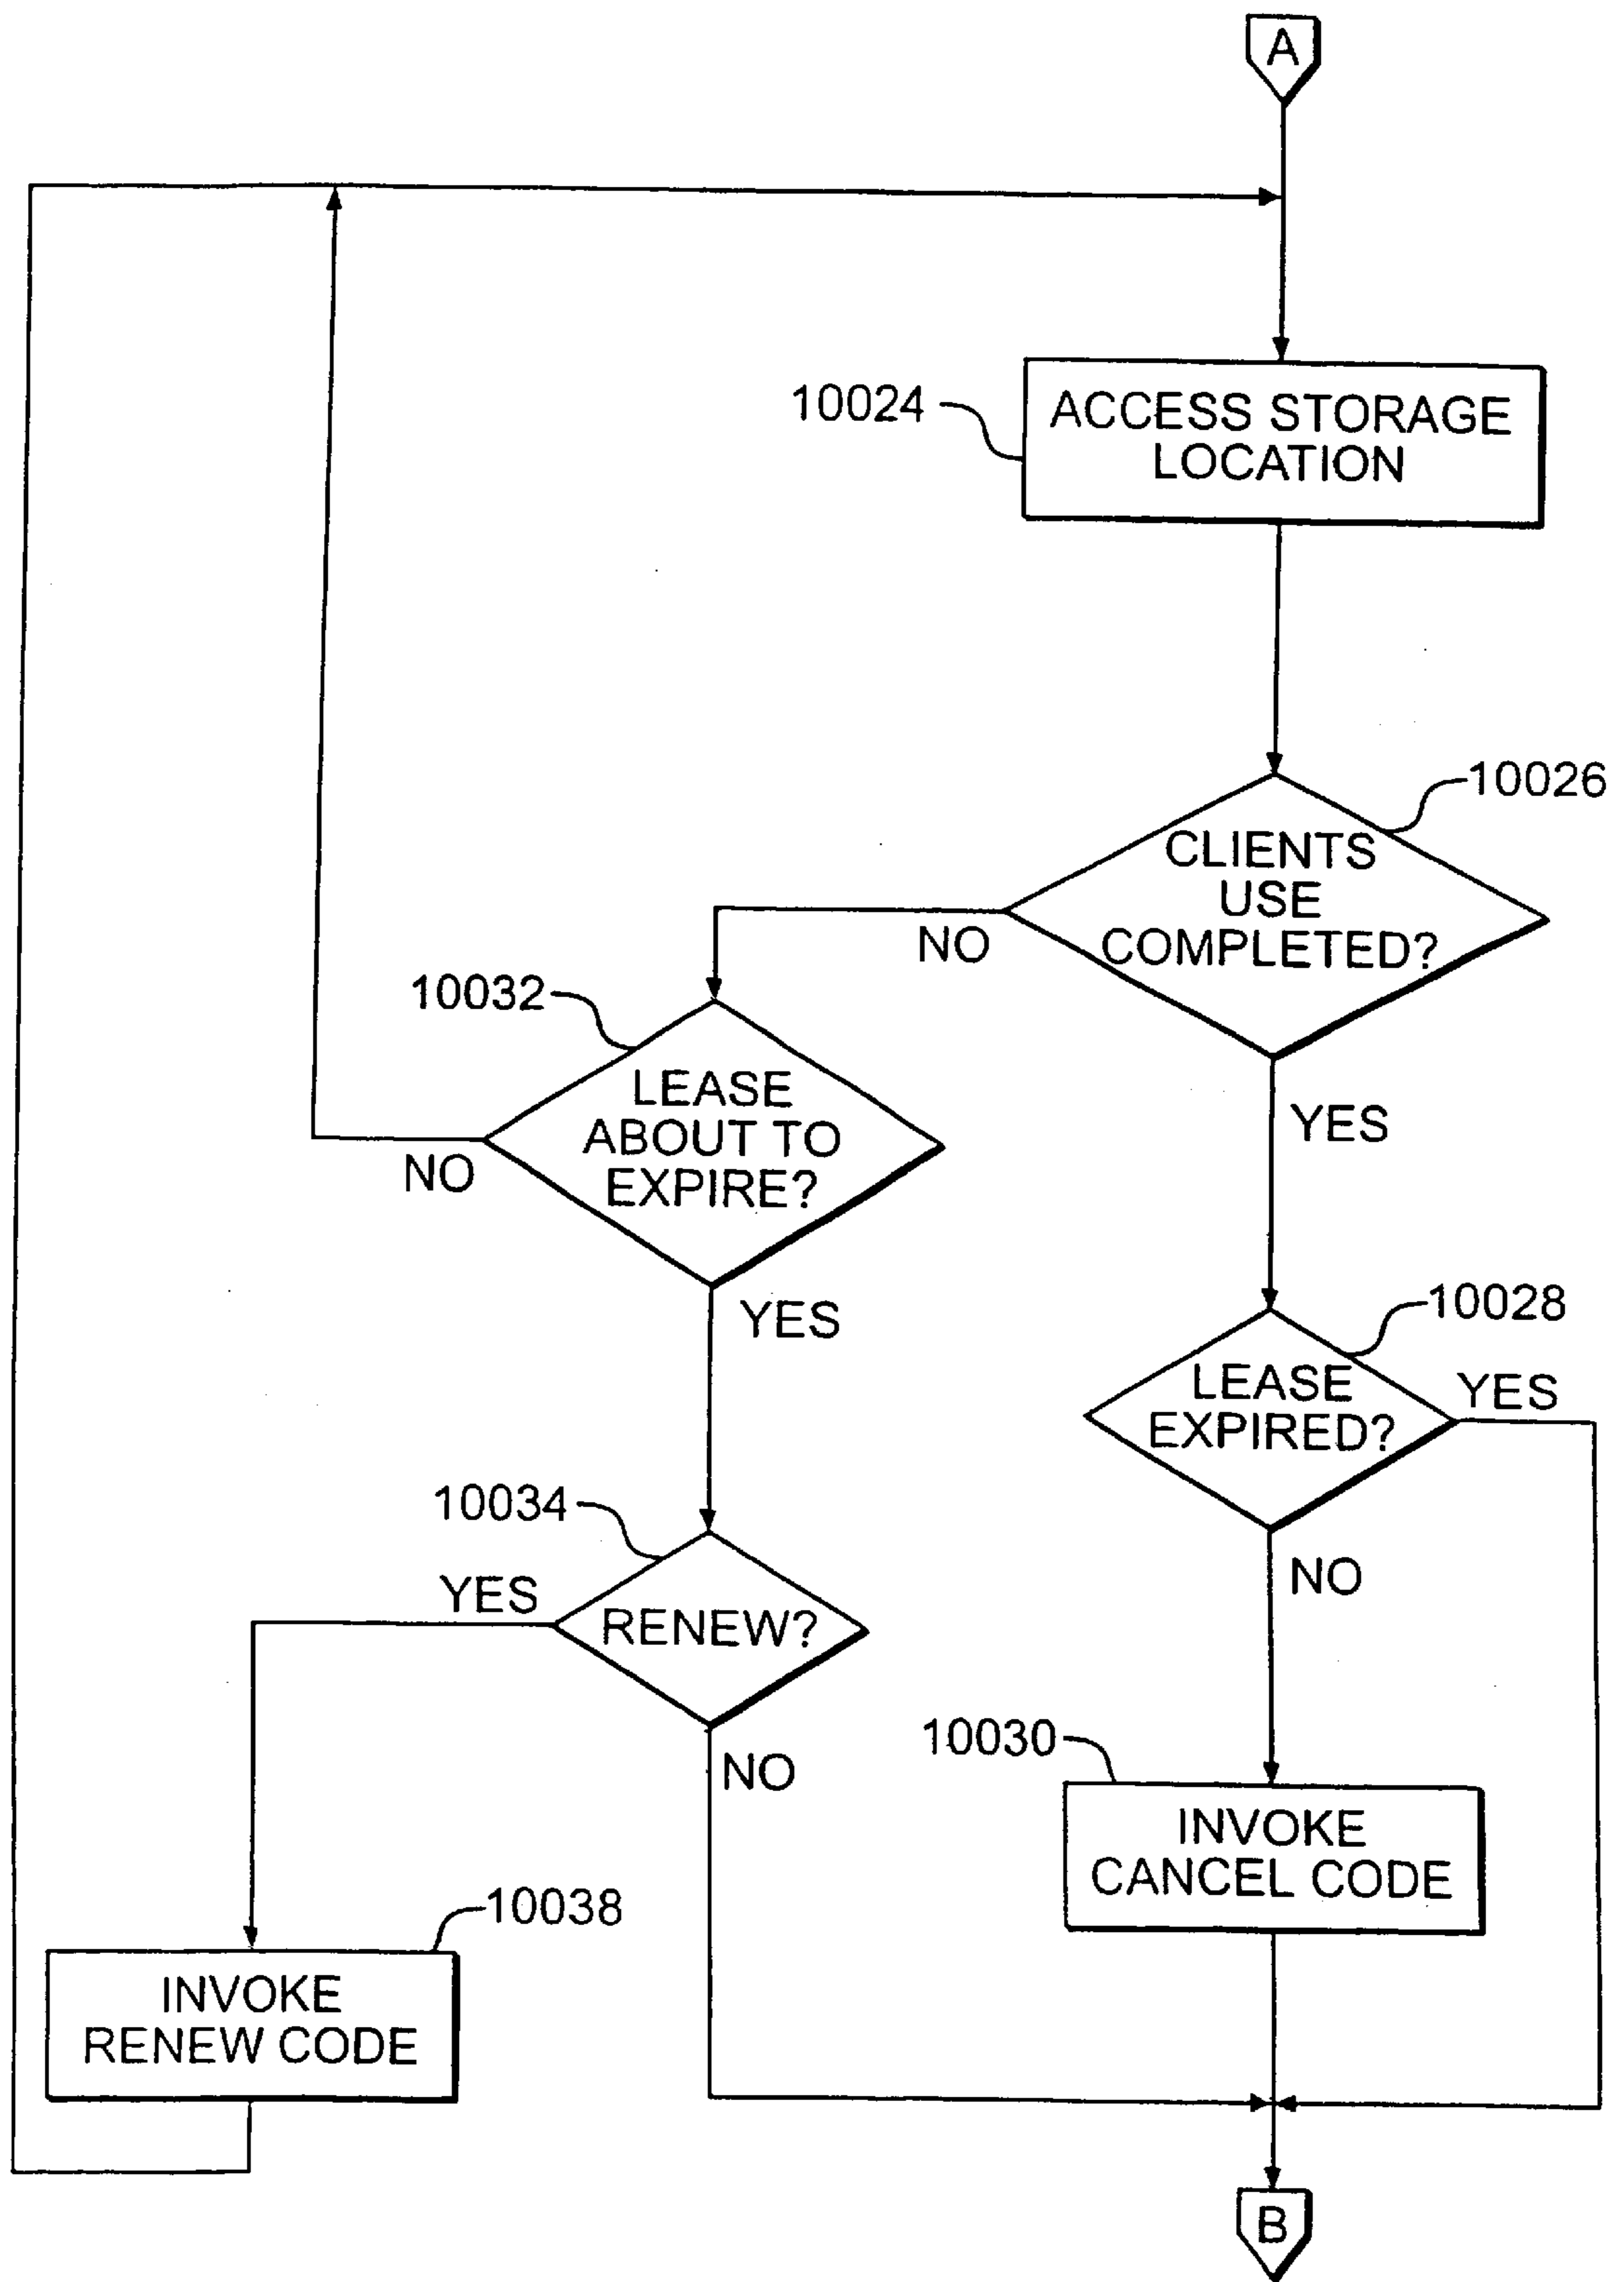 A
10024
ACCESS STORAGE
LOCATION
10026
CLIENTS
USE
COMPLETED?
NO
YES
10032
LEASE
ABOUT TO
EXPIRE?
NO
YES
10028
LEASE
EXPIRED?
YES
NO
10034
RENEW?
YES
NO
10030
INVOKE
CANCEL CODE
10038
INVOKE
RENEW CODE
B